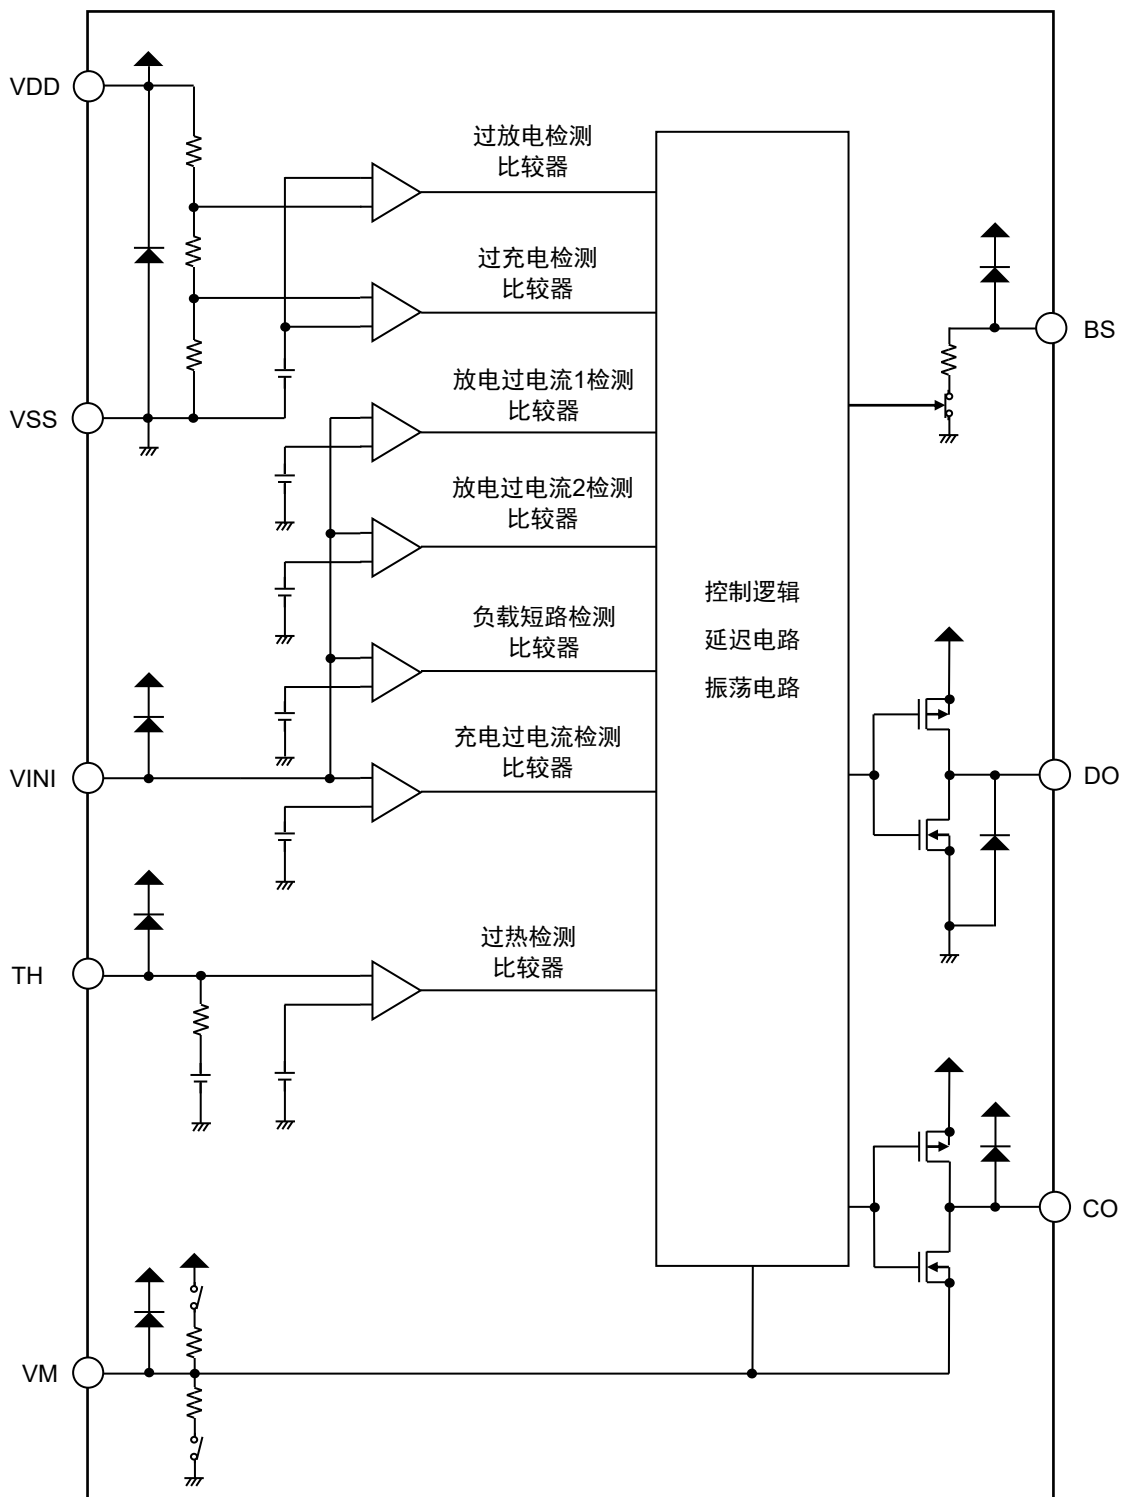 VDD
过放电检测
比较器
过充电检测
比较器
BS
放电过电流1检测
比较器
VSS
放电过电流2检测
比较器
控制逻辑
延迟电路
振荡电路
负载短路检测
比较器
充电过电流检测
比较器
VINI
DO
过热检测
比较器
TH
CO
VM